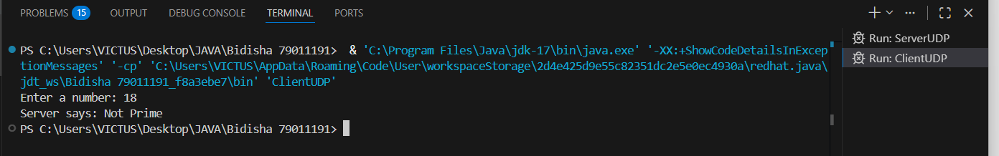 PROBLEMS 15 OUTPUT DEBUG CONSOLE TERMINAL PORTS
PS C:\Users\VICTUS\Desktop\JAVA\Bidisha 79011191> & 'C:\Program Files\Java\jdk-17\bin\java.exe' '-XX:+ShowCodeDetailsInExcep
tionMessages' '-cp' 'C:\Users\VICTUS\AppData\Roaming\Code\User\workspaceStorage\2d4e425d9e55c82351dc2e5e0ec4930a\redhat.java\
jdt_ws\Bidisha 79011191_f8a3ebe7\bin' 'ClientUDP'
Enter a number: 18
Server says: Not Prime
PS C:\Users\VICTUS\Desktop\JAVA\Bidisha 79011191>
Run: ServerUDP
Run: ClientUDP